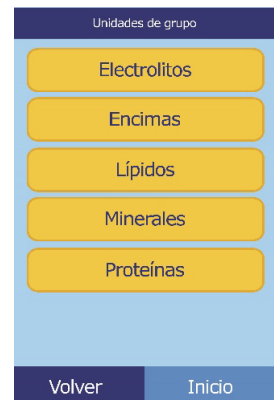 Unidades de grupo
Electrolitos
Encimas
Lípidos
Minerales
Proteínas
Volver Inicio